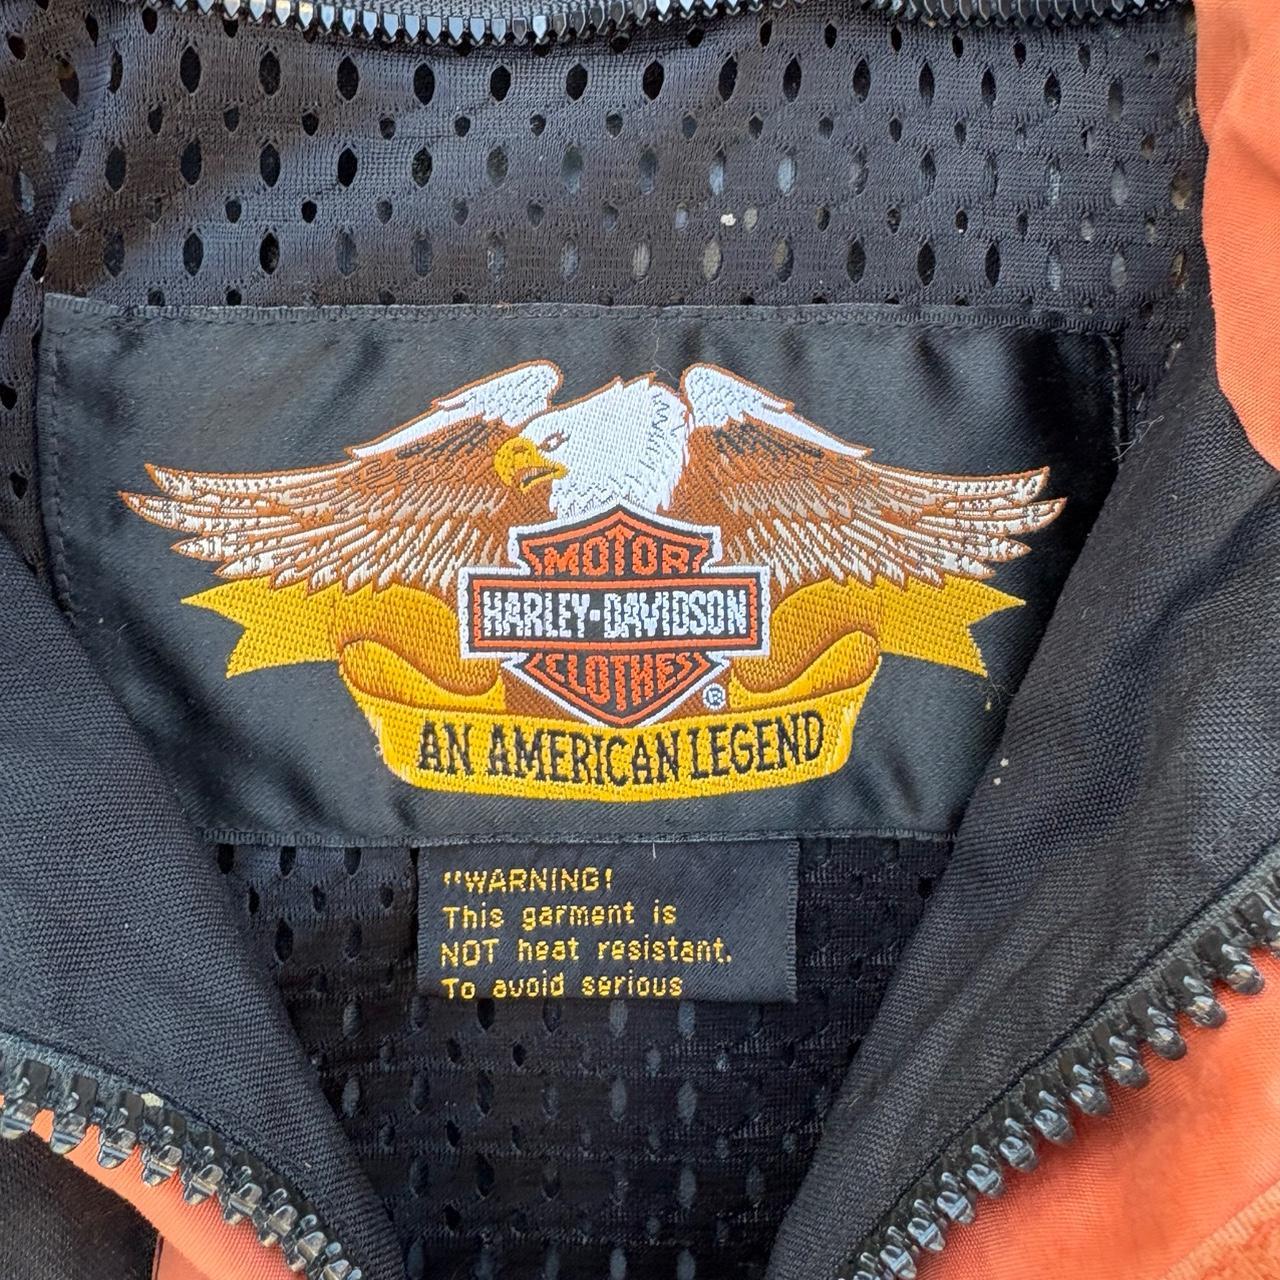 MOTOR
HARLEY-DAVIDSON
CLOTHES
®
AN AMERICAN LEGEND
"WARNING!
This garment is
NOT heat resistant.
To avoid serious